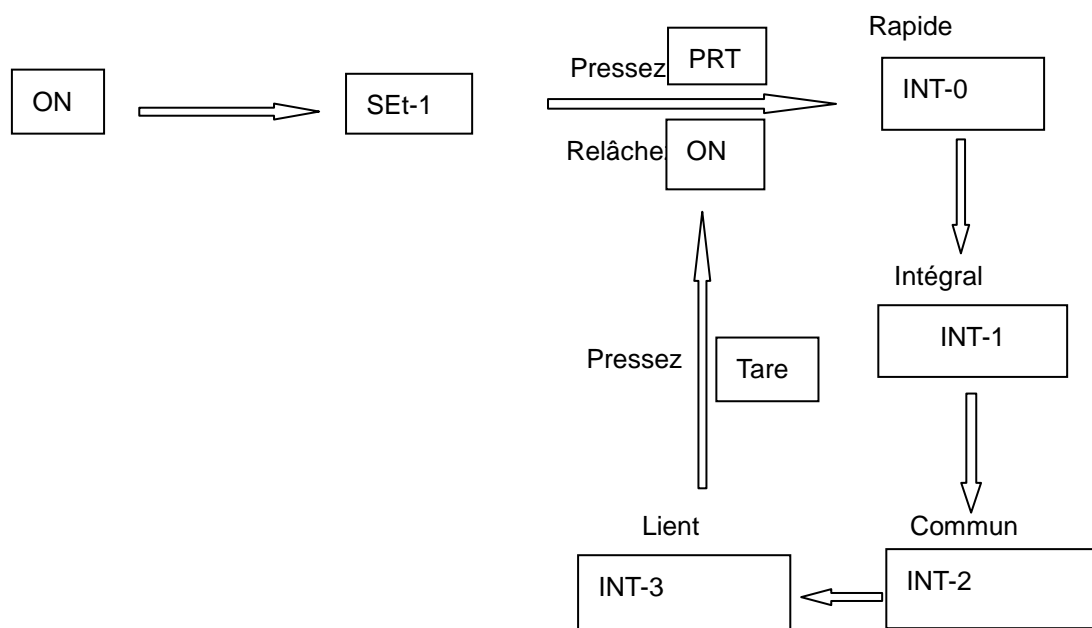 Rapide
Pressez
PRT
ON
SEt-1
INT-0
Relâche
ON
Intégral
INT-1
Pressez
Tare
Lient
Commun
INT-3
INT-2